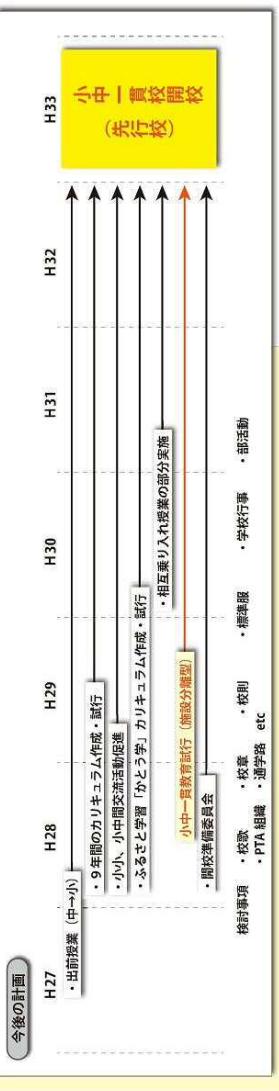 今後の計画
H27
H28
H29
H30
H31
H32
H33
・出前授業（中→小）
・９年間のカリキュラム作成・試行
・小小、小中間交流活動促進
・ふるさと学習「かとう学」カリキュラム作成・試行
・相互乗り入れ授業の部分実施
小中一貫教育試行（施設分離型）
・開校準備委員会
小中一貫校開校
（先行校）
検討事項　・校歌　・校章　・校則　・標準服　・学校行事　・部活動
・PTA 組織　・通学路　etc